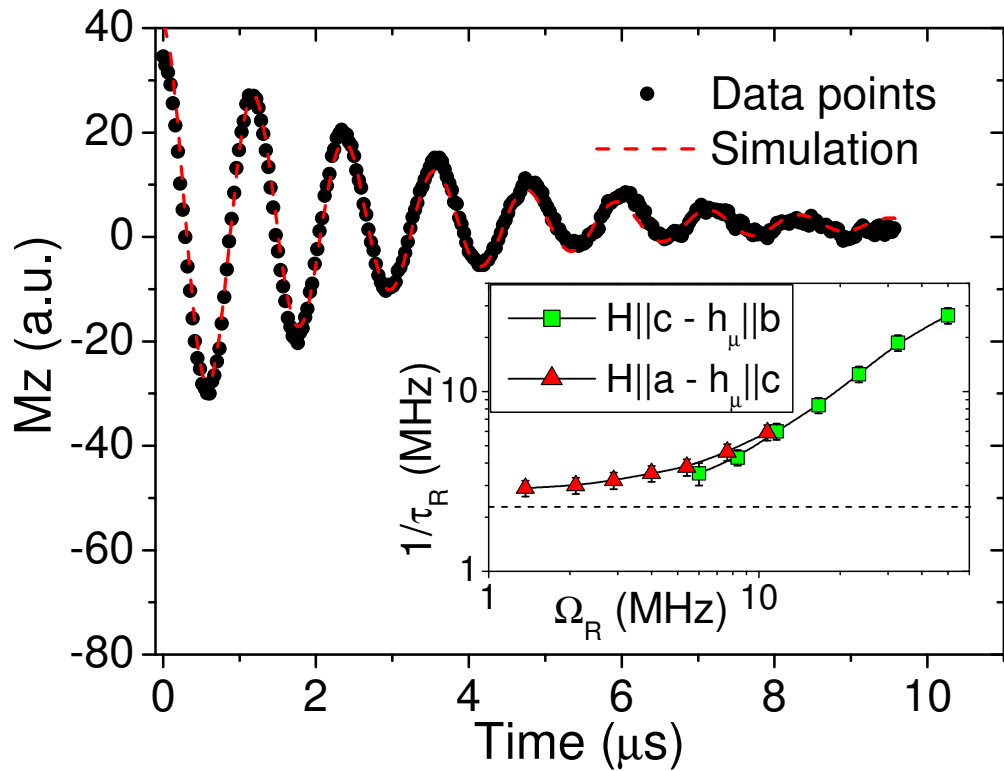 40
20
0
-20
-40
-60
-80
Mz (a.u.)
Data points
Simulation
H||c - hμ||b
H||a - hμ||c
10
1
1/τR (MHz)
1
10
ΩR (MHz)
0
2
4
6
8
10
Time (μs)